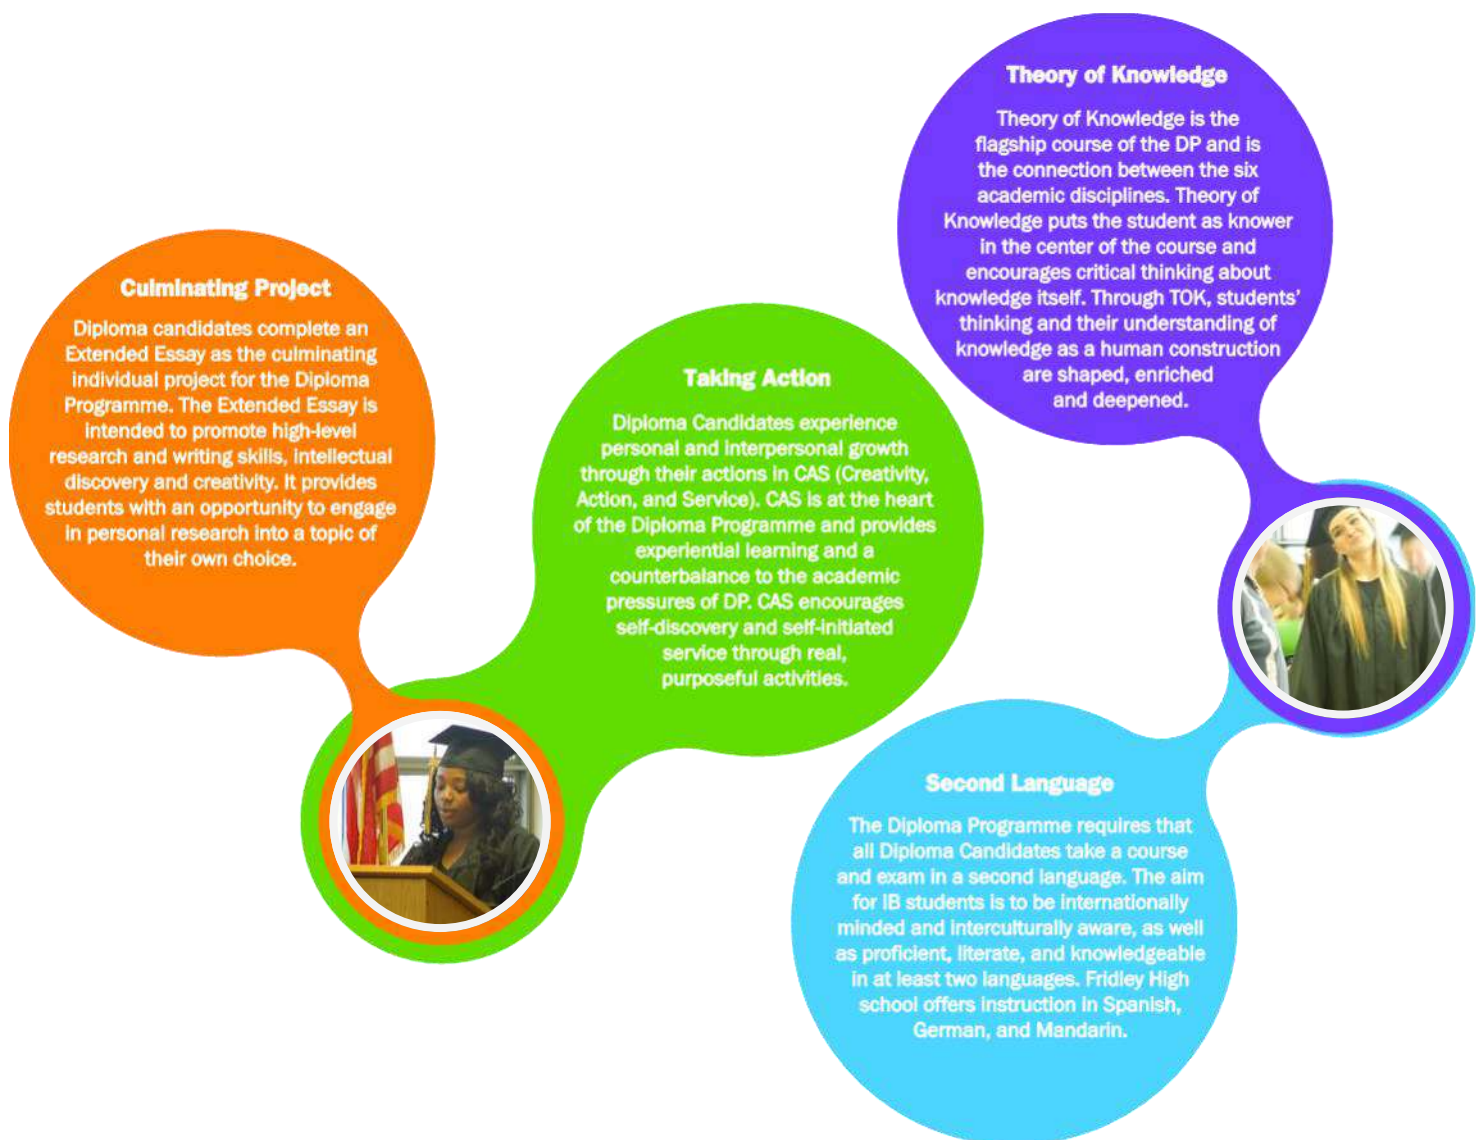 Culminating Project
Diploma candidates complete an
Extended Essay as the culminating
individual project for the Diploma
Programme. The Extended Essay is
intended to promote high-level
research and writing skills, intellectual
discovery and creativity. It provides
students with an opportunity to engage
in personal research into a topic of
their own choice.
Taking Action
Diploma Candidates experience
personal and interpersonal growth
through their actions in CAS (Creativity,
Action, and Service). CAS is at the heart
of the Diploma Programme and provides
experiential learning and a
counterbalance to the academic
pressures of DP. CAS encourages
self-discovery and self-initiated
service through real,
purposeful activities.
Theory of Knowledge
Theory of Knowledge is the
flagship course of the DP and is
the connection between the six
academic disciplines. Theory of
Knowledge puts the student as knower
in the center of the course and
encourages critical thinking about
knowledge itself. Through TOK, students’
thinking and their understanding of
knowledge as a human construction
are shaped, enriched
and deepened.
Second Language
The Diploma Programme requires that
all Diploma Candidates take a course
and exam in a second language. The aim
for IB students is to be internationally
minded and interculturally aware, as well
as proficient, literate, and knowledgeable
in at least two languages. Fridley High
school offers instruction in Spanish,
German, and Mandarin.